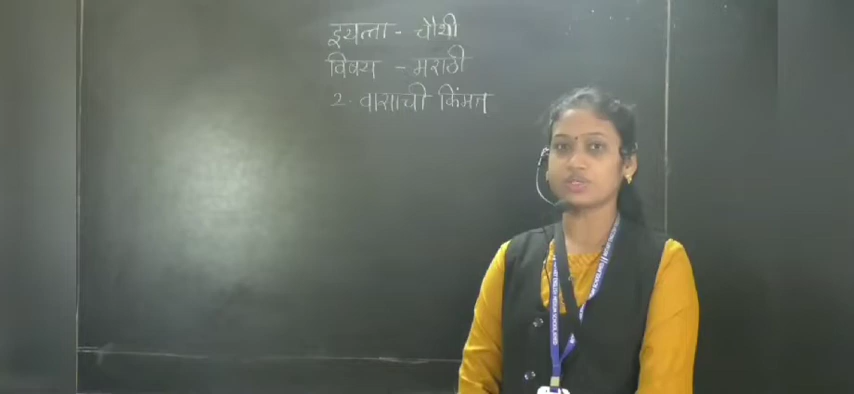 इयत्ता - चौथी
विषय - मराठी
2. वासाची किंमत